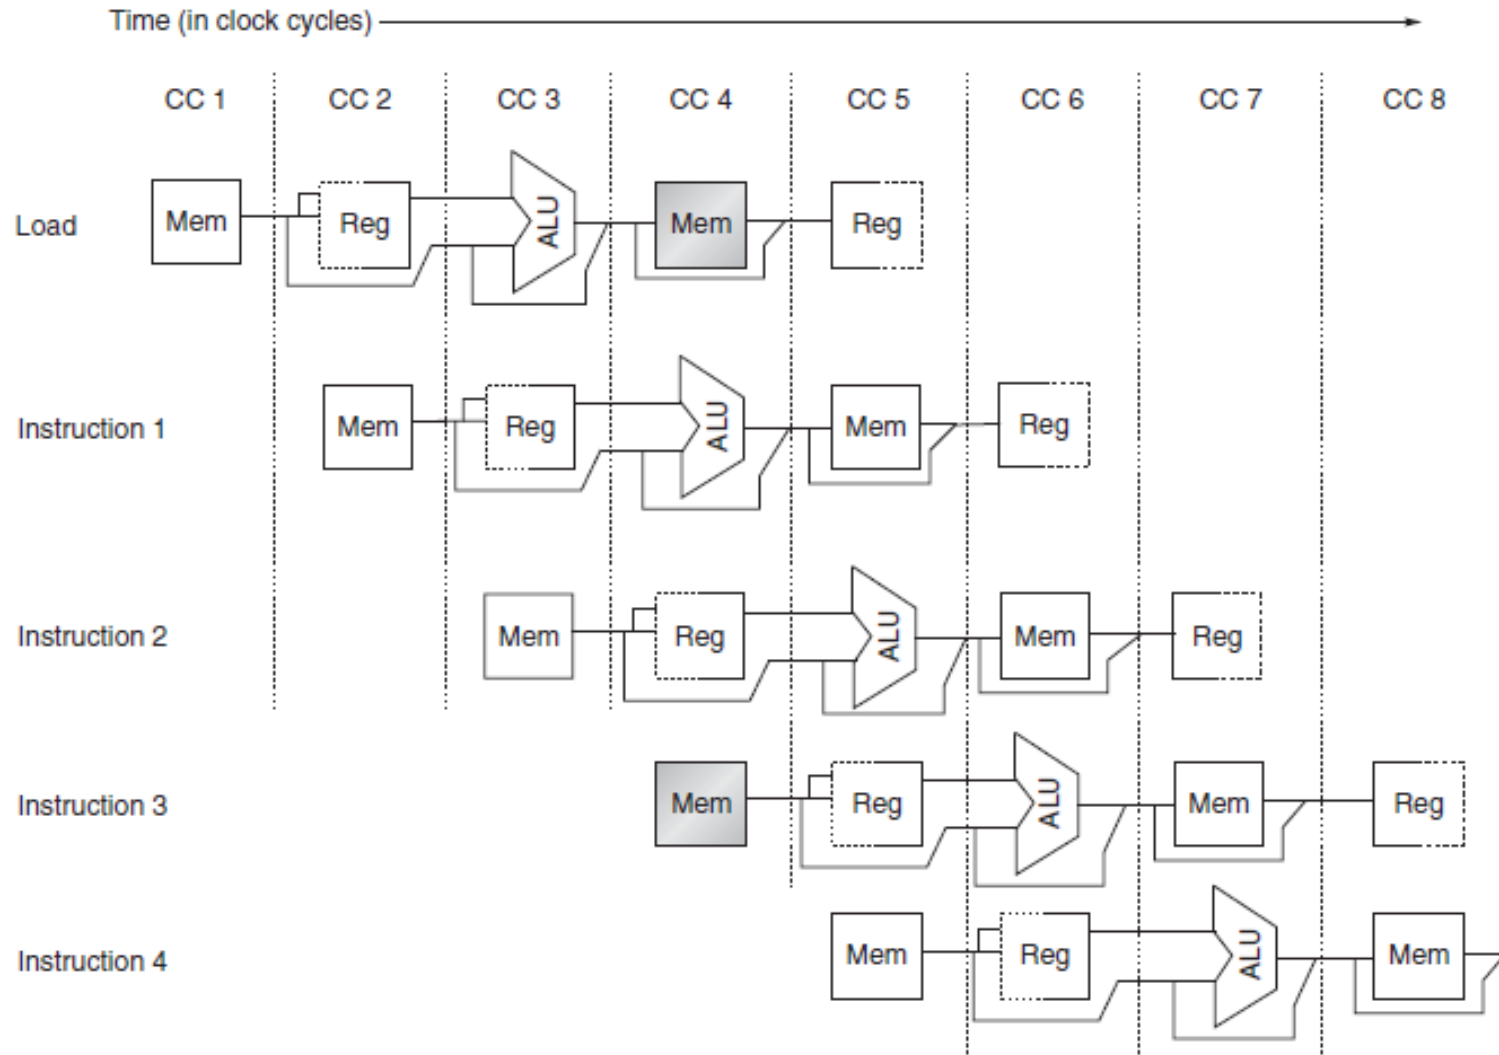 Time (in clock cycles)
CC 1 CC 2 CC 3 CC 4 CC 5 CC 6 CC 7 CC 8
Load Mem Reg ALU Mem Reg
Instruction 1 Mem Reg ALU Mem Reg
Instruction 2 Mem Reg ALU Mem Reg
Instruction 3 Mem Reg ALU Mem Reg
Instruction 4 Mem Reg ALU Mem